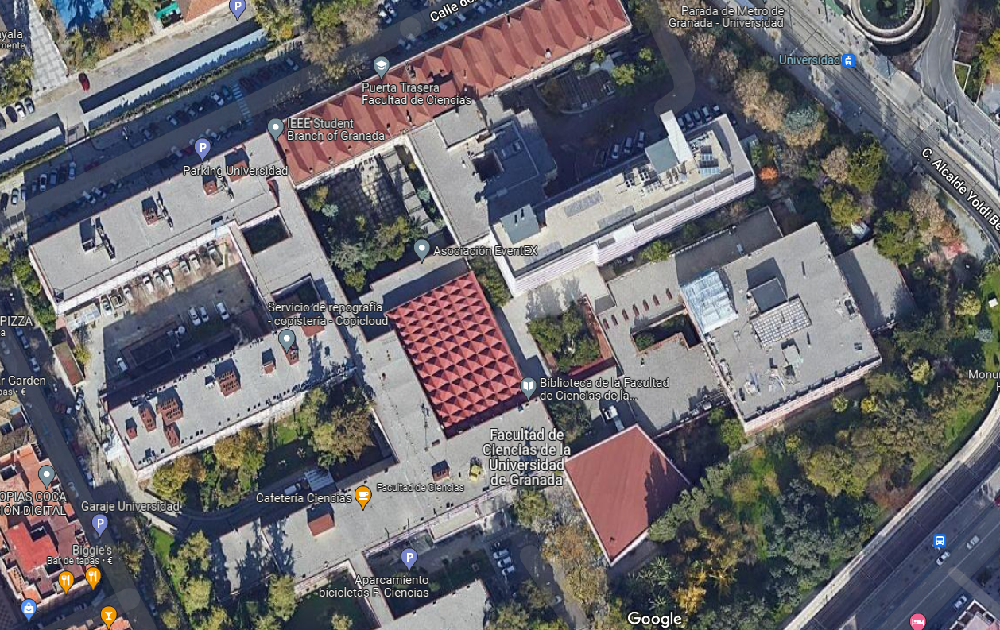 Calle de
Parada de Metro de
Granada - Universidad
ayala
mente
Universidad
Puerta Trasera
Facultad de Ciencias
IEEE Student
Branch of Granada
Parking Universidad
C. Alcalde Yoldi Be
Asociación EventEX
Servicio de reprografía
- copistería - Copicloud
PIZZA
a
ar Garden
pas • €
Biblioteca de la Facultad
de Ciencias de la...
Monu
H
Facultad de
Ciencias de la
Universidad
de Granada
Facultad de Ciencias
Cafetería Ciencias
OPIAS COCA
IÓN DIGITAL
Garaje Universidad
Biggie's
Bar de tapas • €
Aparcamiento
bicicletas F. Ciencias
Google